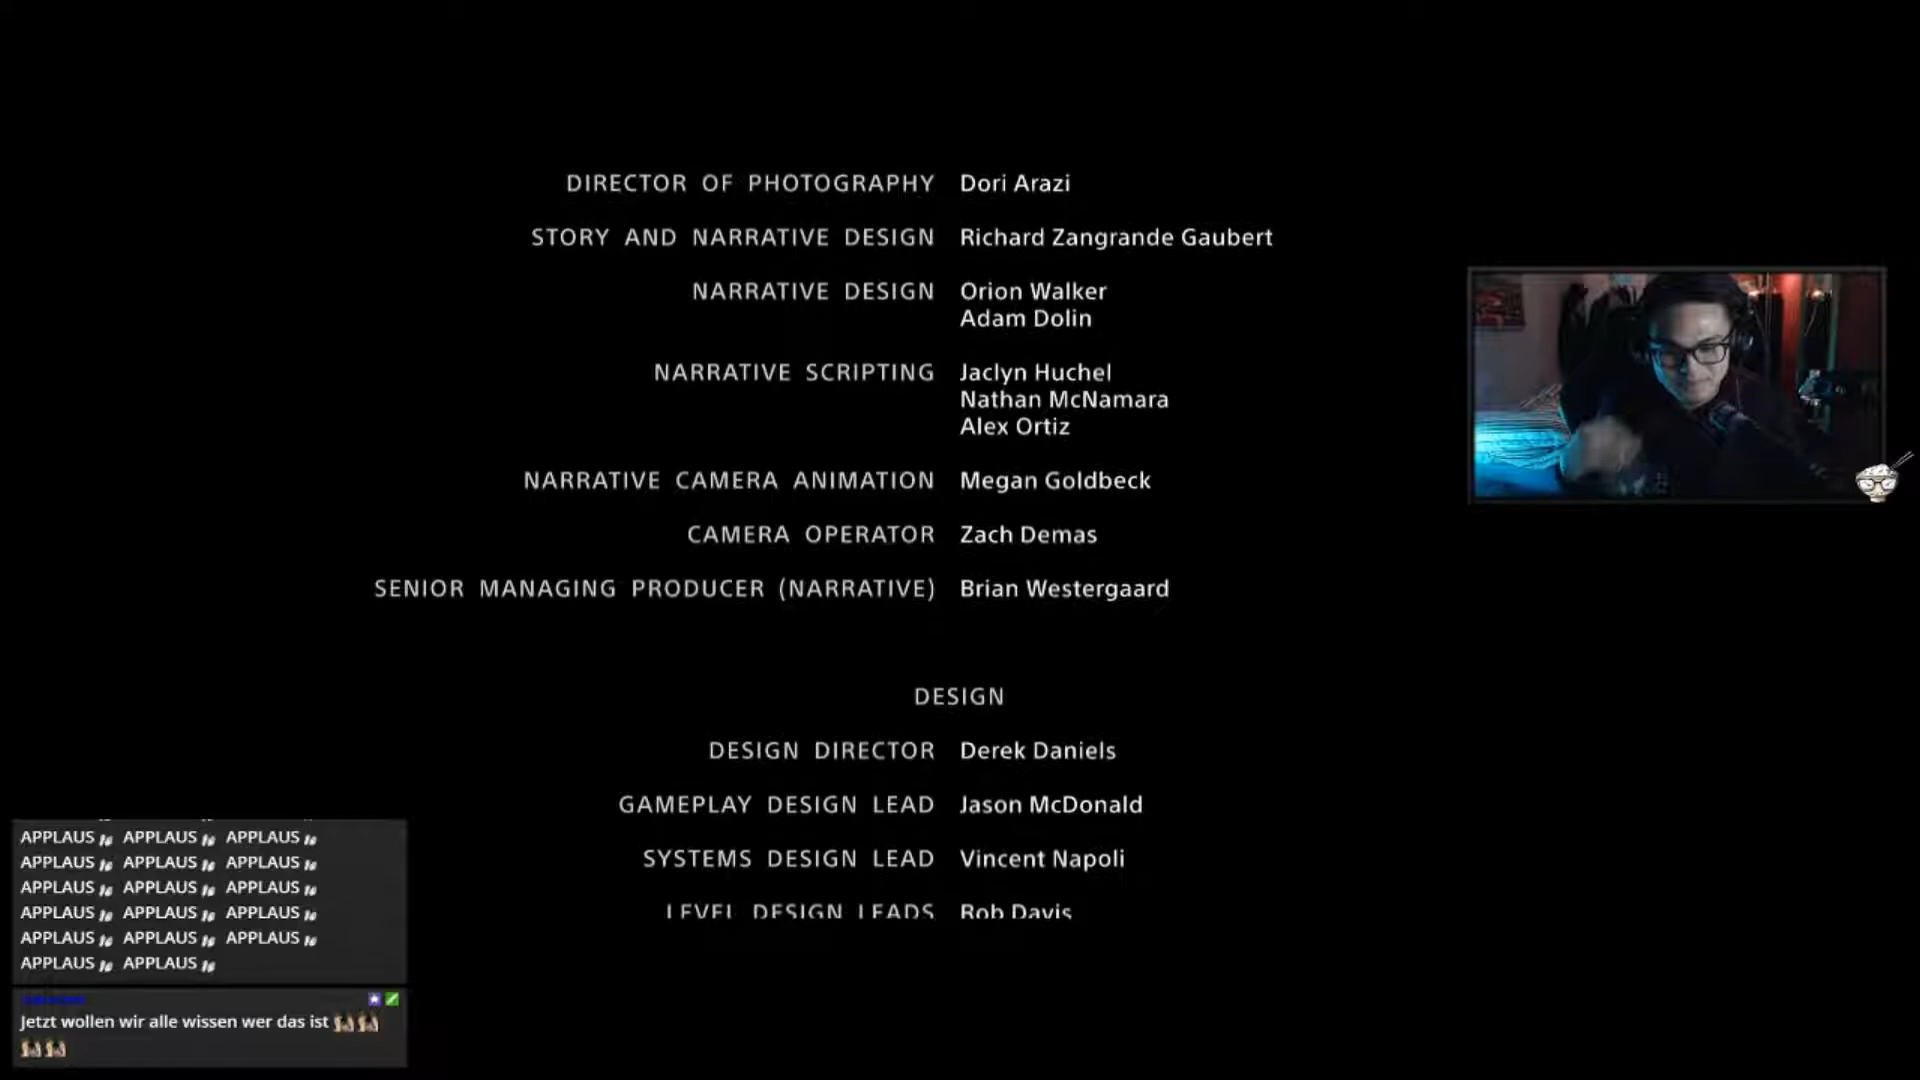 DIRECTOR OF PHOTOGRAPHY Dori Arazi
STORY AND NARRATIVE DESIGN Richard Zangrande Gaubert
NARRATIVE DESIGN Orion Walker
Adam Dolin
NARRATIVE SCRIPTING Jaclyn Huchel
Nathan McNamara
Alex Ortiz
NARRATIVE CAMERA ANIMATION Megan Goldbeck
CAMERA OPERATOR Zach Demas
SENIOR MANAGING PRODUCER (NARRATIVE) Brian Westergaard
DESIGN
DESIGN DIRECTOR Derek Daniels
GAMEPLAY DESIGN LEAD Jason McDonald
SYSTEMS DESIGN LEAD Vincent Napoli
LEVEL DESIGN LEADS Rob Davis
APPLAUS APPLAUS APPLAUS
APPLAUS APPLAUS APPLAUS
APPLAUS APPLAUS APPLAUS
APPLAUS APPLAUS APPLAUS
APPLAUS APPLAUS APPLAUS
APPLAUS APPLAUS
Jetzt wollen wir alle wissen wer das ist